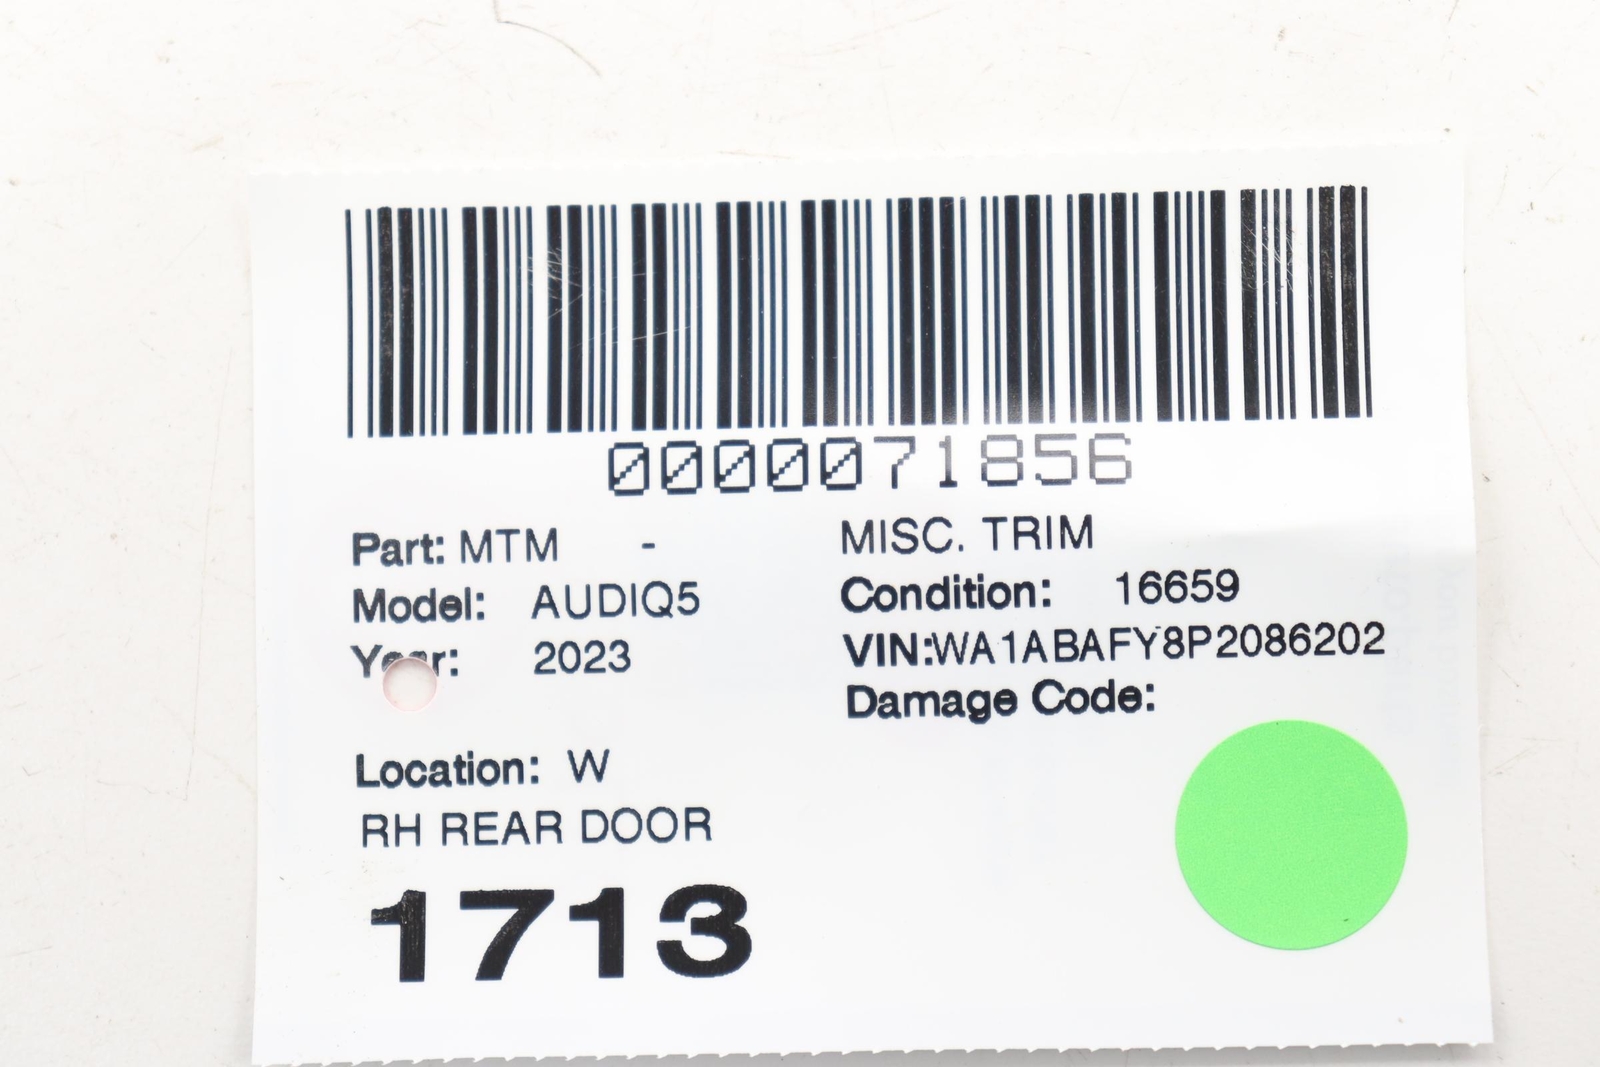 0000071856
Part: MTM - MISC. TRIM
Model: AUDIQ5 Condition: 16659
Year: 2023 VIN:WA1ABAFY8P2086202
Damage Code:
Location: W
RH REAR DOOR
1713